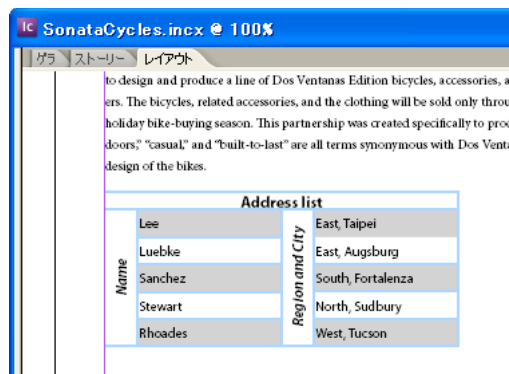 Ic SonataCycles.incx @ 100%
ゲラ ストーリー レイアウト
to design and produce a line of Dos Ventanas Edition bicycles, accessories, a
ers. The bicycles, related accessories, and the clothing will be sold only throu
holiday bike-buying season. This partnership was created specifically to pro
doors,” “casual,” and “built-to-last” are all terms synonymous with Dos Venta
design of the bikes.
Address list
Name
Lee
Luebke
Sanchez
Stewart
Rhoades
Region and City
East, Taipei
East, Augsburg
South, Fortalenza
North, Sudbury
West, Tucson